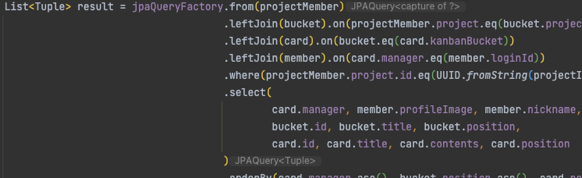 List<Tuple> result = jpaQueryFactory.from(projectMember) JPAQuery<capture of ?>
.leftJoin(bucket).on(projectMember.project.eq(bucket.projec
.leftJoin(card).on(bucket.eq(card.kanbanBucket))
.leftJoin(member).on(card.manager.eq(member.loginId))
.where(projectMember.project.id.eq(UUID.fromString(projectI
.select(
card.manager, member.profileImage, member.nickname,
bucket.id, bucket.title, bucket.position,
card.id, card.title, card.contents, card.position
) JPAQuery<Tuple>
.orderBy(card.manager.asc(), bucket.position.asc(), card.po